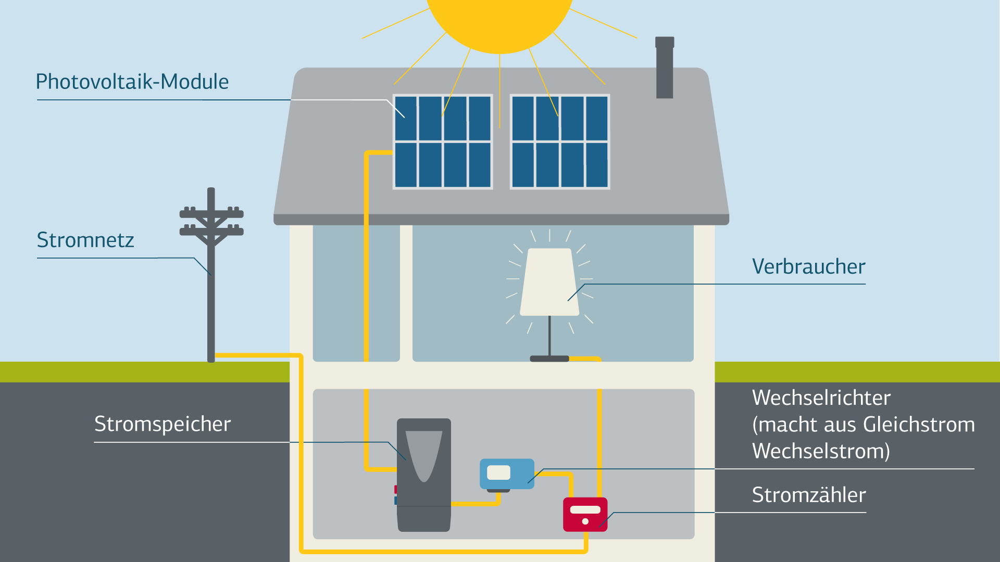 Photovoltaik-Module
Stromnetz
Verbraucher
Stromspeicher
Wechselrichter
(macht aus Gleichstrom
Wechselstrom)
Stromzähler